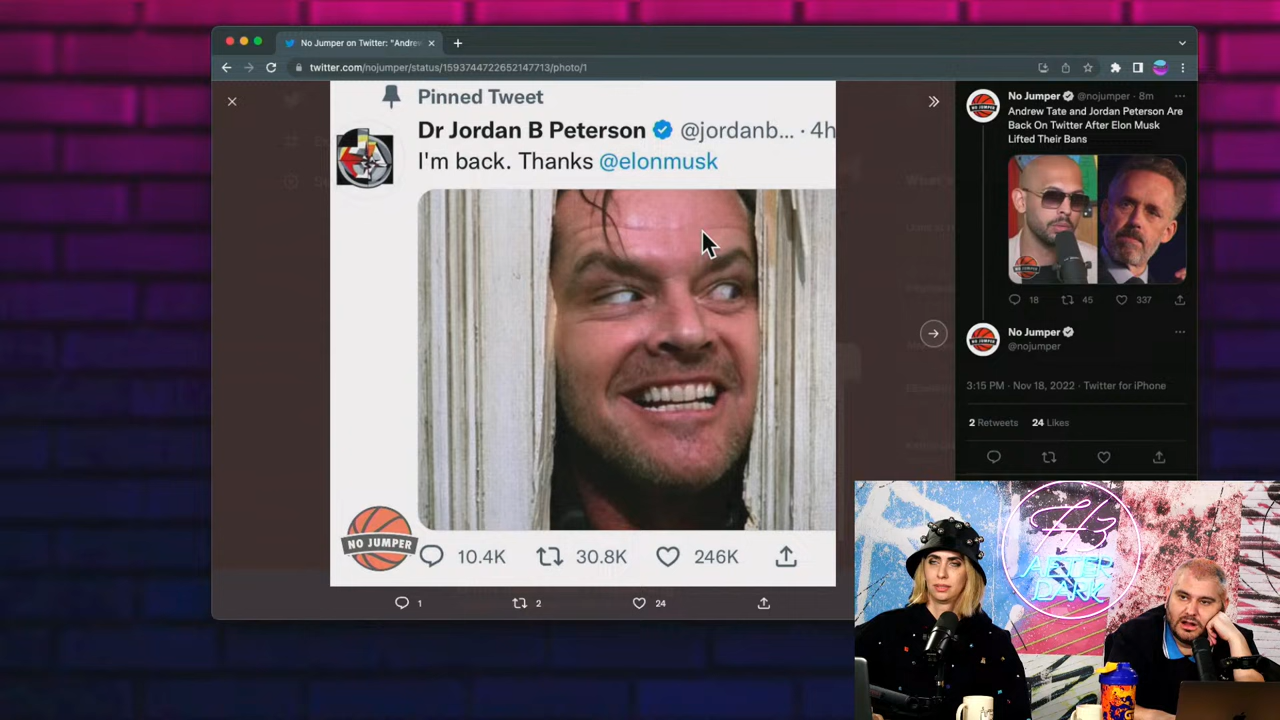 No Jumper on Twitter: "Andre
twitter.com/nojumper/status/1593744722652147713/photo/1
Pinned Tweet
Dr Jordan B Peterson @jordanb... · 4h
I'm back. Thanks @elonmusk
NO JUMPER
10.4K 30.8K 246K
1 2 24
No Jumper @nojumper · 8m
Andrew Tate and Jordan Peterson Are
Back On Twitter After Elon Musk
Lifted Their Bans
18 45 337
No Jumper
@nojumper
3:15 PM · Nov 18, 2022 · Twitter for iPhone
2 Retweets 24 Likes
H3
AFTER
DARK